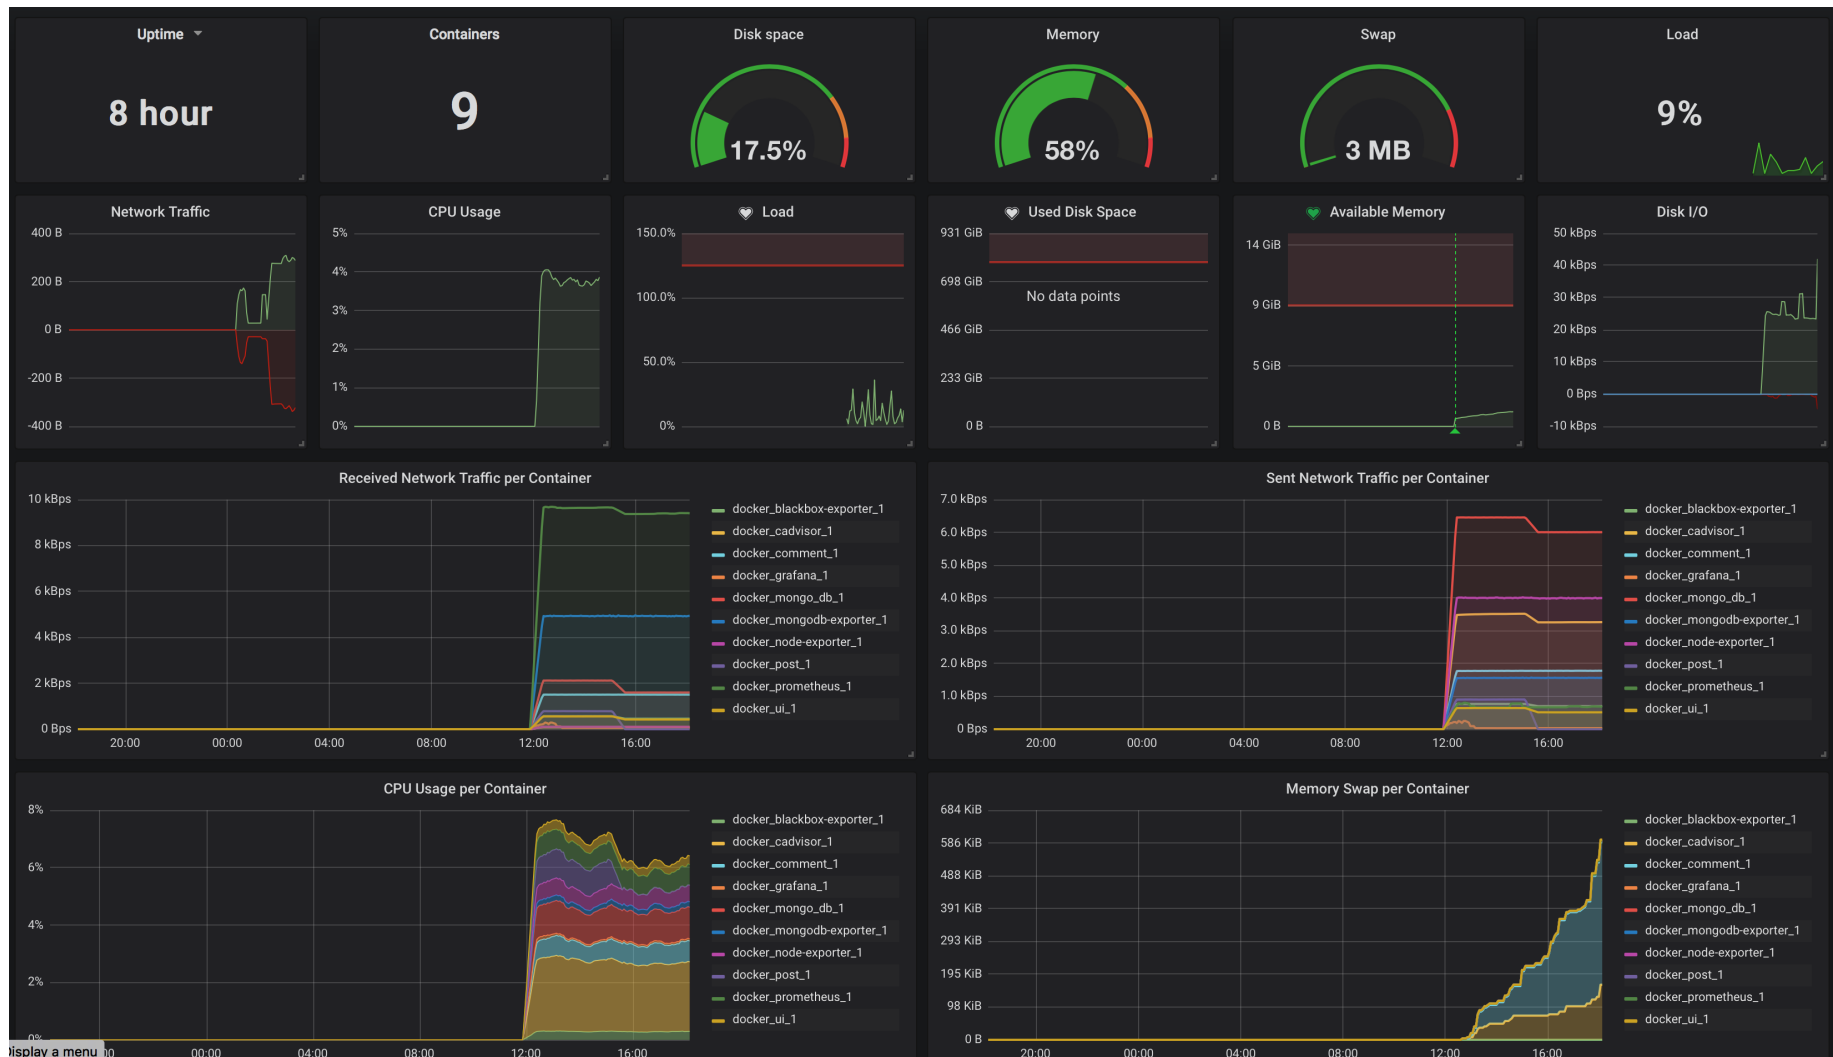 Uptime
Containers
Disk space
Memory
Swap
Load
8 hour
9
17.5%
58%
3 MB
9%
Network Traffic
400 B
200 B
0 B
-200 B
-400 B
CPU Usage
5%
4%
3%
2%
1%
0%
Load
150.0%
100.0%
50.0%
0%
Used Disk Space
931 GiB
698 GiB
No data points
466 GiB
233 GiB
0 B
Available Memory
14 GiB
9 GiB
5 GiB
0 B
Disk I/O
50 kBps
40 kBps
30 kBps
20 kBps
10 kBps
0 Bps
-10 kBps
Received Network Traffic per Container
10 kBps
8 kBps
6 kBps
4 kBps
2 kBps
0 Bps
20:00 00:00 04:00 08:00 12:00 16:00
docker_blackbox-exporter_1
docker_cadvisor_1
docker_comment_1
docker_grafana_1
docker_mongo_db_1
docker_mongodb-exporter_1
docker_node-exporter_1
docker_post_1
docker_prometheus_1
docker_ui_1
Sent Network Traffic per Container
7.0 kBps
6.0 kBps
5.0 kBps
4.0 kBps
3.0 kBps
2.0 kBps
1.0 kBps
0 Bps
20:00 00:00 04:00 08:00 12:00 16:00
docker_blackbox-exporter_1
docker_cadvisor_1
docker_comment_1
docker_grafana_1
docker_mongo_db_1
docker_mongodb-exporter_1
docker_node-exporter_1
docker_post_1
docker_prometheus_1
docker_ui_1
CPU Usage per Container
8%
6%
4%
2%
0%
00:00 04:00 08:00 12:00 16:00
docker_blackbox-exporter_1
docker_cadvisor_1
docker_comment_1
docker_grafana_1
docker_mongo_db_1
docker_mongodb-exporter_1
docker_node-exporter_1
docker_post_1
docker_prometheus_1
docker_ui_1
Display a menu
Memory Swap per Container
684 KiB
586 KiB
488 KiB
391 KiB
293 KiB
195 KiB
98 KiB
0 B
20:00 00:00 04:00 08:00 12:00 16:00
docker_blackbox-exporter_1
docker_cadvisor_1
docker_comment_1
docker_grafana_1
docker_mongo_db_1
docker_mongodb-exporter_1
docker_node-exporter_1
docker_post_1
docker_prometheus_1
docker_ui_1